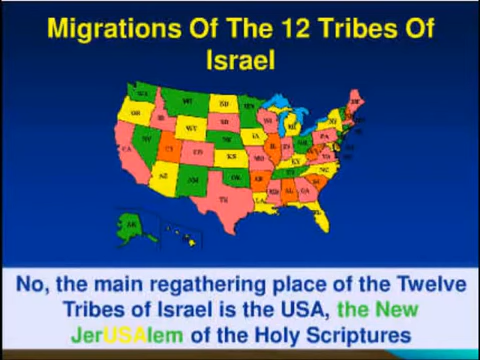 Migrations Of The 12 Tribes Of
Israel
No, the main regathering place of the Twelve
Tribes of Israel is the USA, the New
JerUSAlem of the Holy Scriptures